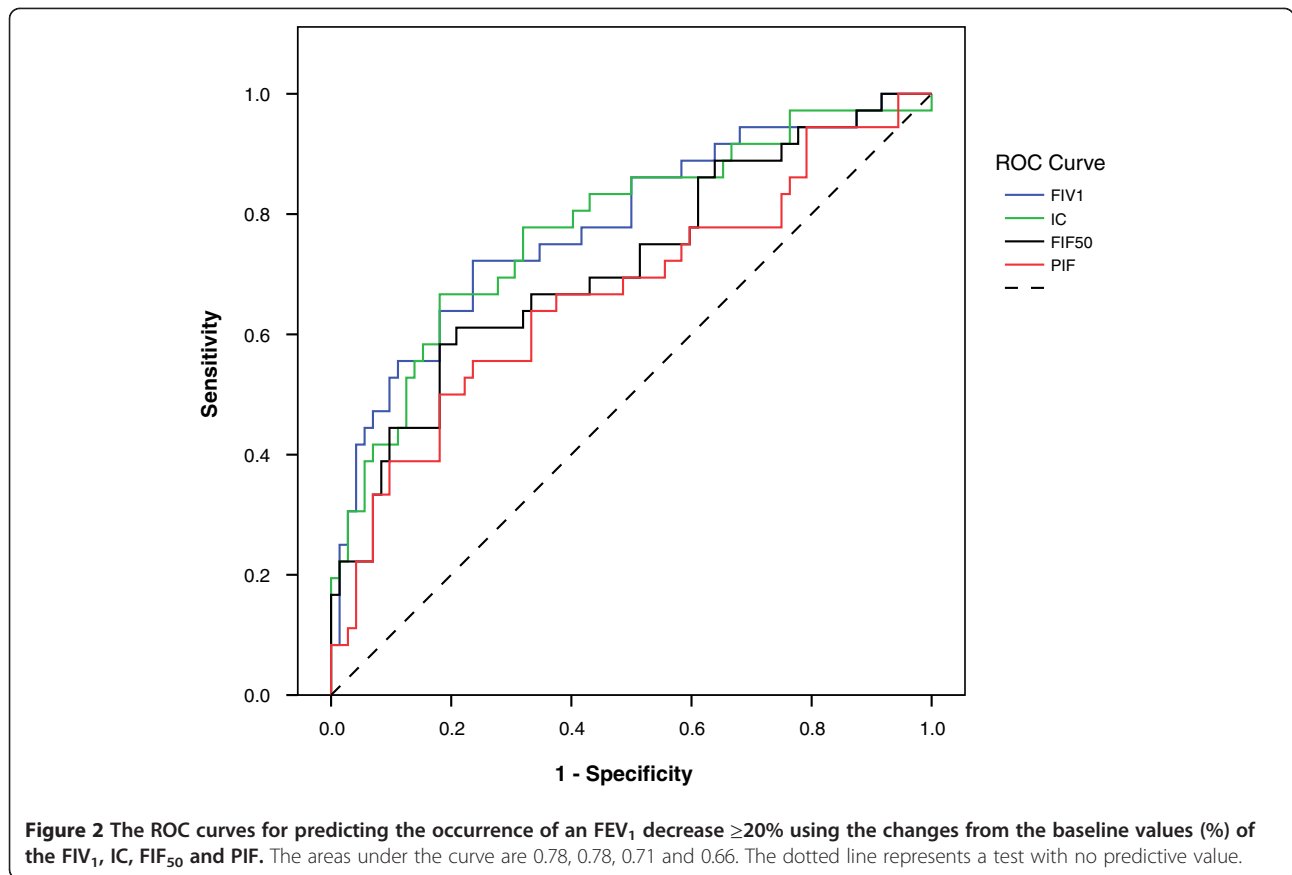 1.0
0.8
0.6
0.4
0.2
0.0
Sensitivity
0.0 0.2 0.4 0.6 0.8 1.0
1 - Specificity
ROC Curve
FIV1
IC
FIF50
PIF
Figure 2 The ROC curves for predicting the occurrence of an FEV₁ decrease ≥20% using the changes from the baseline values (%) of
the FIV₁, IC, FIF₅₀ and PIF. The areas under the curve are 0.78, 0.78, 0.71 and 0.66. The dotted line represents a test with no predictive value.